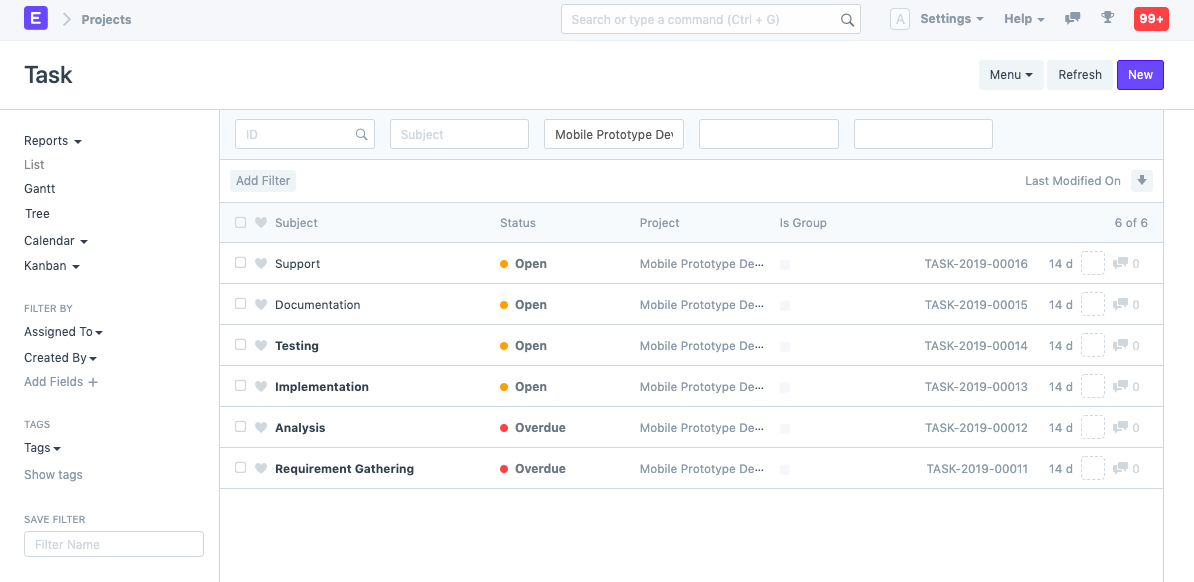 E Projects Search or type a command (Ctrl + G) A Settings Help 99+
Task Menu Refresh New
Reports
List
Gantt
Tree
Calendar
Kanban
FILTER BY
Assigned To
Created By
Add Fields +
TAGS
Tags
Show tags
SAVE FILTER
Filter Name
ID Subject Mobile Prototype Dev
Add Filter Last Modified On
Subject Status Project Is Group 6 of 6
Support Open Mobile Prototype De... TASK-2019-00016 14 d 0
Documentation Open Mobile Prototype De... TASK-2019-00015 14 d 0
Testing Open Mobile Prototype De... TASK-2019-00014 14 d 0
Implementation Open Mobile Prototype De... TASK-2019-00013 14 d 0
Analysis Overdue Mobile Prototype De... TASK-2019-00012 14 d 0
Requirement Gathering Overdue Mobile Prototype De... TASK-2019-00011 14 d 0